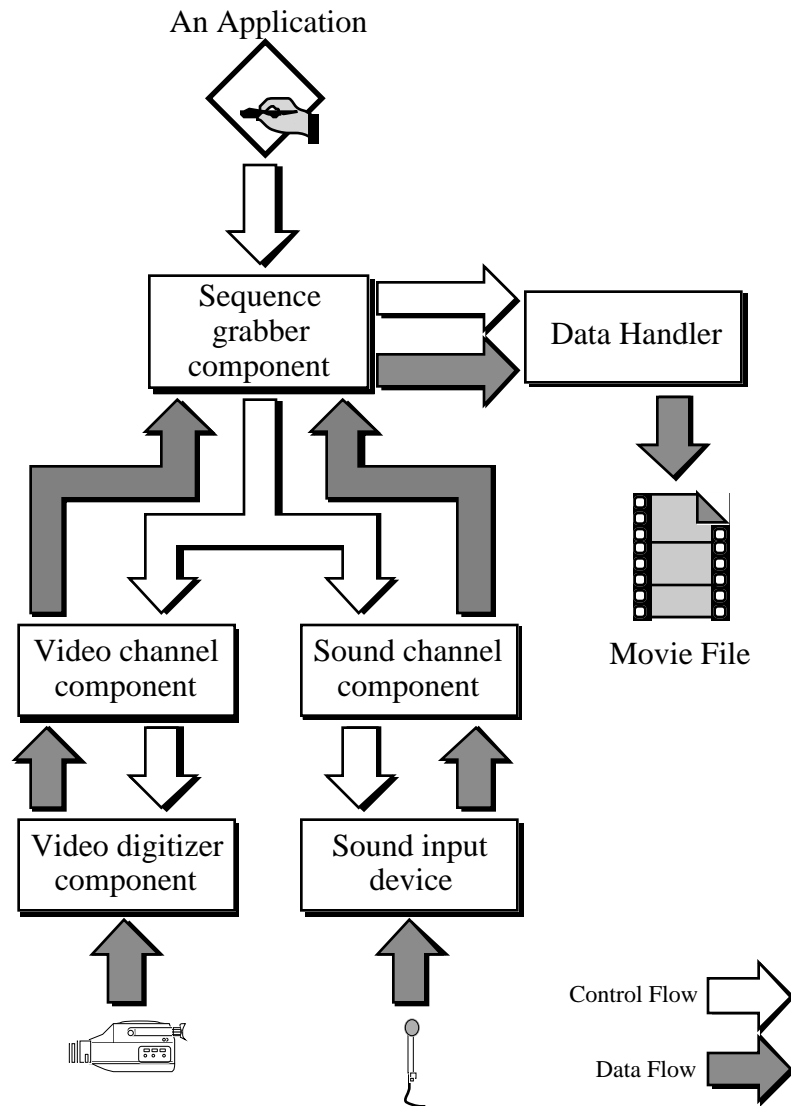 An Application
Sequence
grabber
component
Data Handler
Movie File
Video channel
component
Sound channel
component
Video digitizer
component
Sound input
device
Control Flow
Data Flow